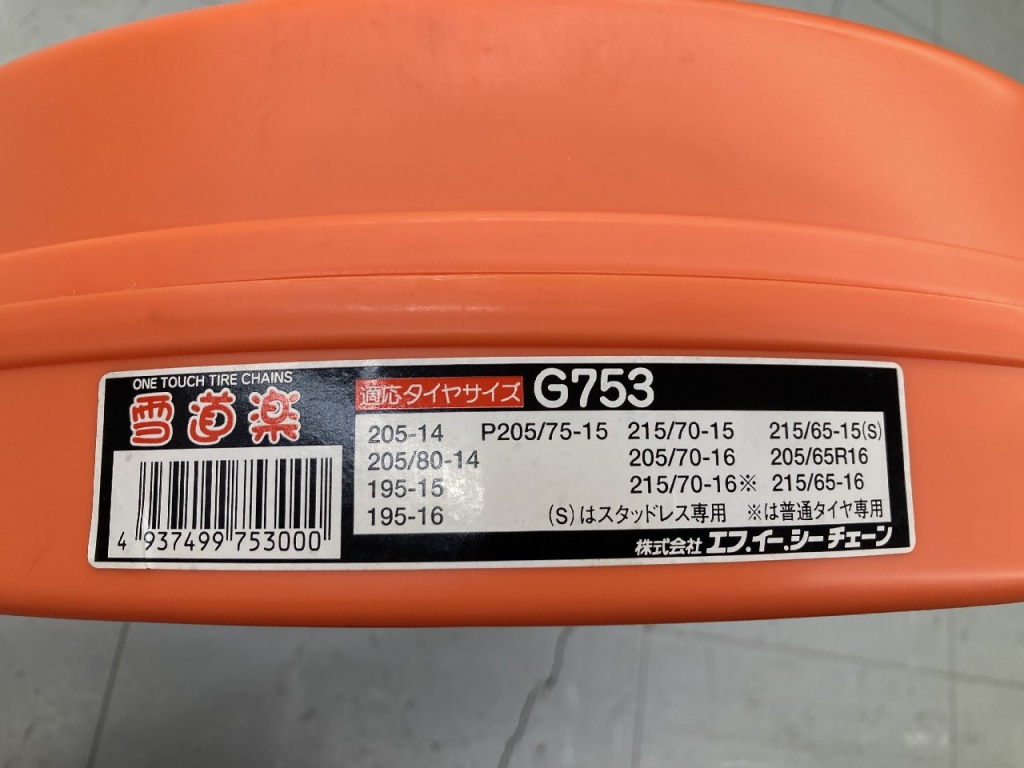 ONE TOUCH TIRE CHAINS
雪道楽
適応タイヤサイズ G753
205-14 P205/75-15 215/70-15 215/65-15(S)
205/80-14 205/70-16 205/65R16
195-15 215/70-16※ 215/65-16
195-16 (S)はスタッドレス専用 ※は普通タイヤ専用
4 937499 753000
株式会社 エフ.イー.シーチェーン